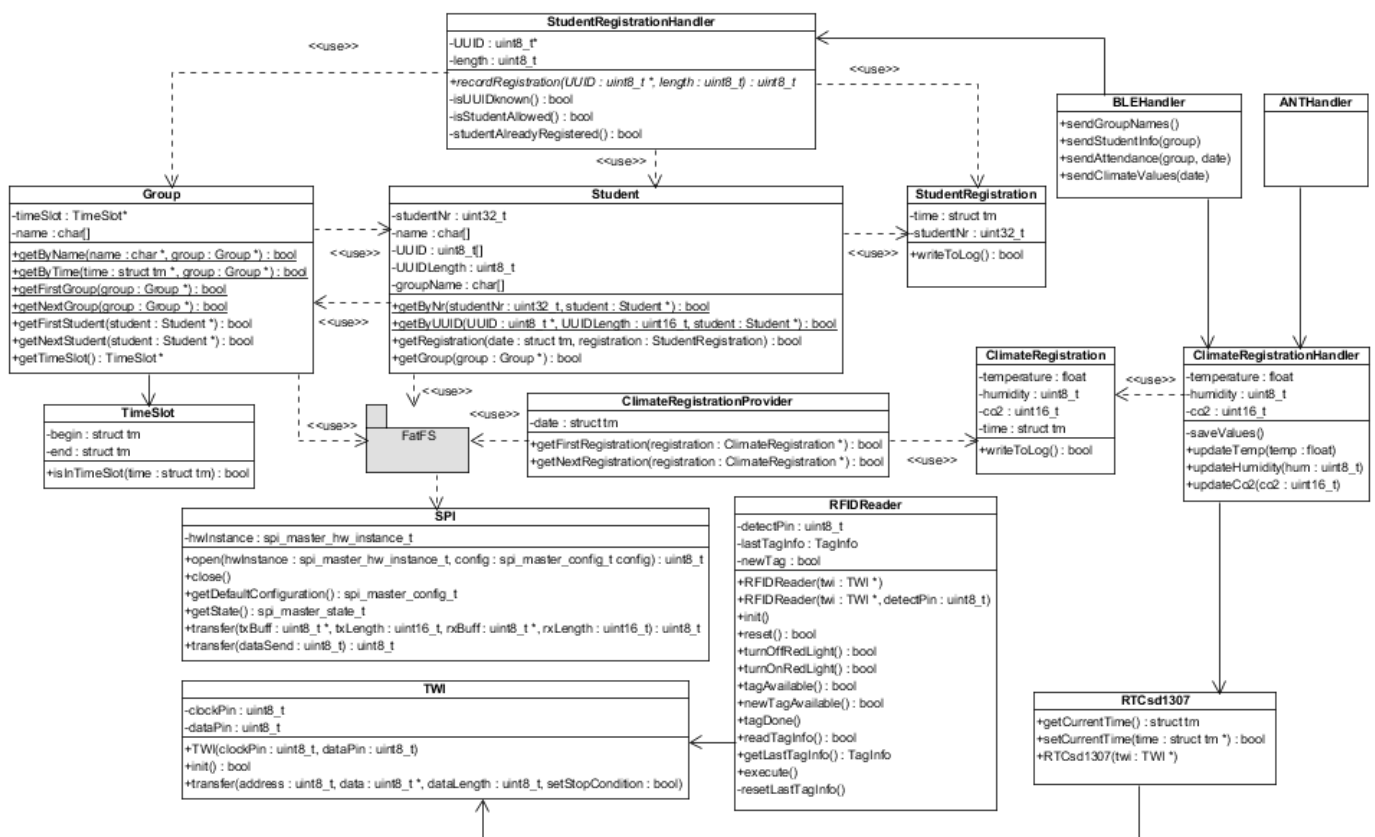 StudentRegistrationHandler
-UUID : uint8_t*
-length : uint8_t
+recordRegistration(UUID : uint8_t *, length : uint8_t) : uint8_t
-isUUIDknown() : bool
-isStudentAllowed() : bool
-studentAlreadyRegistered() : bool
<<use>>
<<use>>
<<use>>
BLEHandler
+sendGroupNames()
+sendStudentInfo(group)
+sendAttendance(group, date)
+sendClimateValues(date)
ANTHandler
Group
-timeSlot : TimeSlot*
-name : char[]
+getByName(name : char *, group : Group *) : bool
+getByTime(time : struct tm *, group : Group *) : bool
+getFirstGroup(group : Group *) : bool
+getNextGroup(group : Group *) : bool
+getFirstStudent(student : Student *) : bool
+getNextStudent(student : Student *) : bool
+getTimeSlot() : TimeSlot*
<<use>>
<<use>>
Student
-studentNr : uint32_t
-name : char[]
-UUID : uint8_t[]
-UUIDLength : uint8_t
-groupName : char[]
+getByNr(studentNr : uint32_t, student : Student *) : bool
+getByUUID(UUID : uint8_t *, UUIDLength : uint16_t, student : Student *) : bool
+getRegistration(date : struct tm, registration : StudentRegistration) : bool
+getGroup(group : Group *) : bool
<<use>>
StudentRegistration
-time : struct tm
-studentNr : uint32_t
+writeToLog() : bool
TimeSlot
-begin : struct tm
-end : struct tm
+isInTimeSlot(time : struct tm) : bool
<<use>>
<<use>>
FatFS
<<use>>
ClimateRegistrationProvider
-date : struct tm
+getFirstRegistration(registration : ClimateRegistration *) : bool
+getNextRegistration(registration : ClimateRegistration *) : bool
<<use>>
ClimateRegistration
-temperature : float
-humidity : uint8_t
-co2 : uint16_t
-time : struct tm
+writeToLog() : bool
<<use>>
ClimateRegistrationHandler
-temperature : float
-humidity : uint8_t
-co2 : uint16_t
-saveValues()
+updateTemp(temp : float)
+updateHumidity(hum : uint8_t)
+updateCo2(co2 : uint16_t)
SPI
-hwInstance : spi_master_hw_instance_t
+open(hwInstance : spi_master_hw_instance_t, config : spi_master_config_t config) : uint8_t
+close()
+getDefaultConfiguration() : spi_master_config_t
+getState() : spi_master_state_t
+transfer(txBuff : uint8_t *, txLength : uint16_t, rxBuff : uint8_t *, rxLength : uint16_t) : uint8_t
+transfer(dataSend : uint8_t) : uint8_t
RFIDReader
-detectPin : uint8_t
-lastTagInfo : TagInfo
-newTag : bool
+RFIDReader(twi : TWI *)
+RFIDReader(twi : TWI *, detectPin : uint8_t)
+init()
+reset() : bool
+turnOffRedLight() : bool
+turnOnRedLight() : bool
+tagAvailable() : bool
+newTagAvailable() : bool
+tagDone()
+readTagInfo() : bool
+getLastTagInfo() : TagInfo
+execute()
-resetLastTagInfo()
TWI
-clockPin : uint8_t
-dataPin : uint8_t
+TWI(clockPin : uint8_t, dataPin : uint8_t)
+init() : bool
+transfer(address : uint8_t, data : uint8_t *, dataLength : uint8_t, setStopCondition : bool)
RTCsd1307
+getCurrentTime() : struct tm
+setCurrentTime(time : struct tm *) : bool
+RTCsd1307(twi : TWI *)